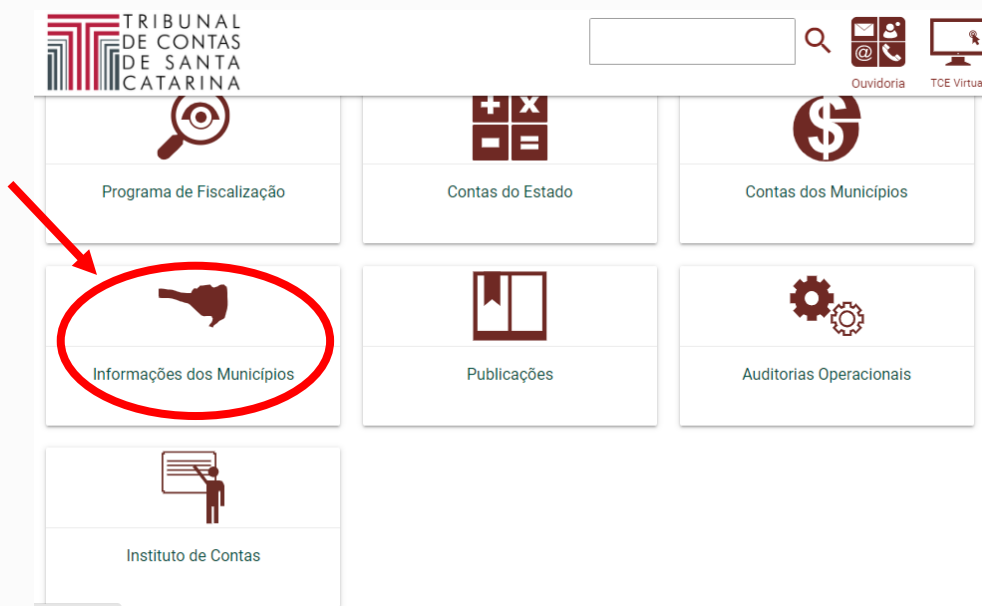 TRIBUNAL
DE CONTAS
DE SANTA
CATARINA
Ouvidoria
TCE Virtua
Programa de Fiscalização
Contas do Estado
Contas dos Municípios
Informações dos Municípios
Publicações
Auditorias Operacionais
Instituto de Contas